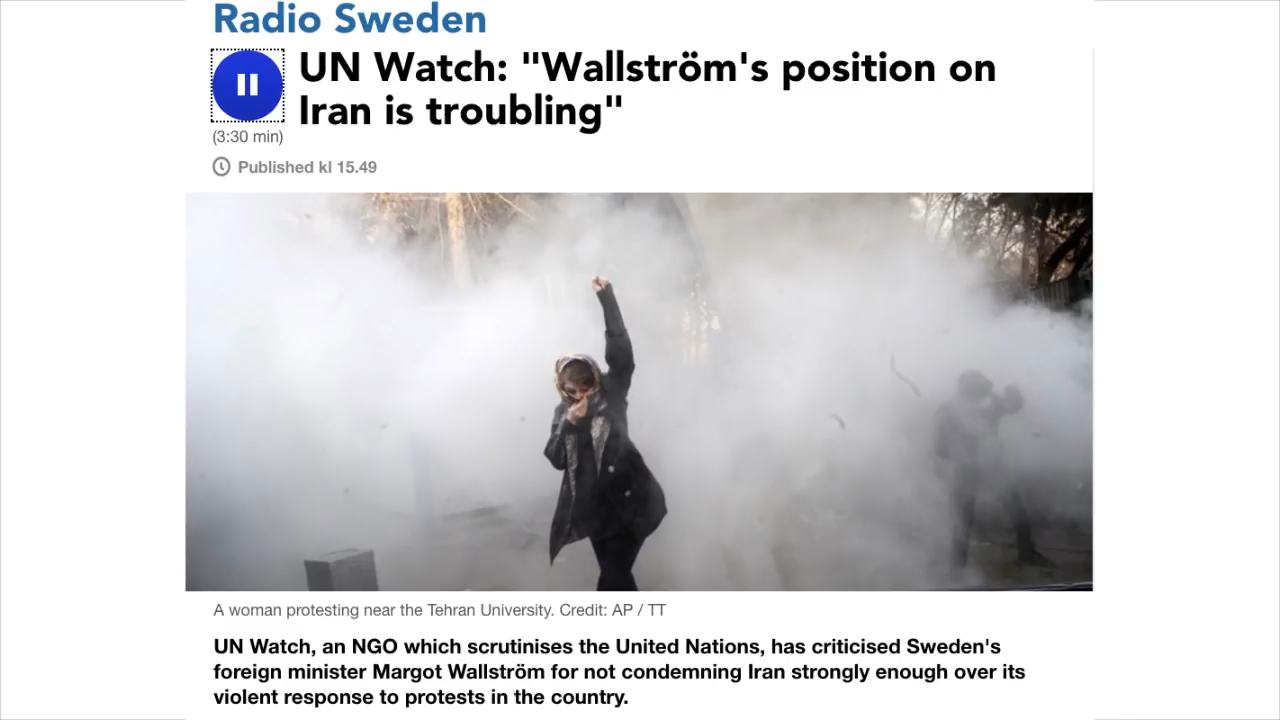 Radio Sweden
UN Watch: "Wallström's position on
Iran is troubling"
(3:30 min)
Published kl 15.49
A woman protesting near the Tehran University. Credit: AP / TT
UN Watch, an NGO which scrutinises the United Nations, has criticised Sweden's
foreign minister Margot Wallström for not condemning Iran strongly enough over its
violent response to protests in the country.